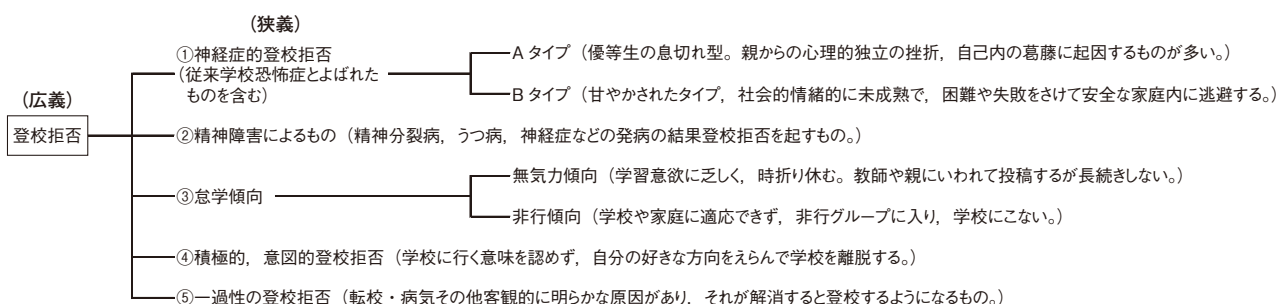 (狭義)
①神経症的登校拒否
(従来学校恐怖症とよばれた
ものを含む)
A タイプ (優等生の息切れ型。親からの心理的独立の挫折, 自己内の葛藤に起因するものが多い。)
B タイプ (甘やかされたタイプ, 社会的情緒的に未成熟で, 困難や失敗をさけて安全な家庭内に逃避する。)
(広義)
登校拒否
②精神障害によるもの (精神分裂病, うつ病, 神経症などの発病の結果登校拒否を起すもの。)
③怠学傾向
無気力傾向 (学習意欲に乏しく, 時折り休む。教師や親にいわれて投稿するが長続きしない。)
非行傾向 (学校や家庭に適応できず, 非行グループに入り, 学校にこない。)
④積極的, 意図的登校拒否 (学校に行く意味を認めず, 自分の好きな方向をえらんで学校を離脱する。)
⑤一過性の登校拒否 (転校・病気その他客観的に明らかな原因があり, それが解消すると登校するようになるもの。)